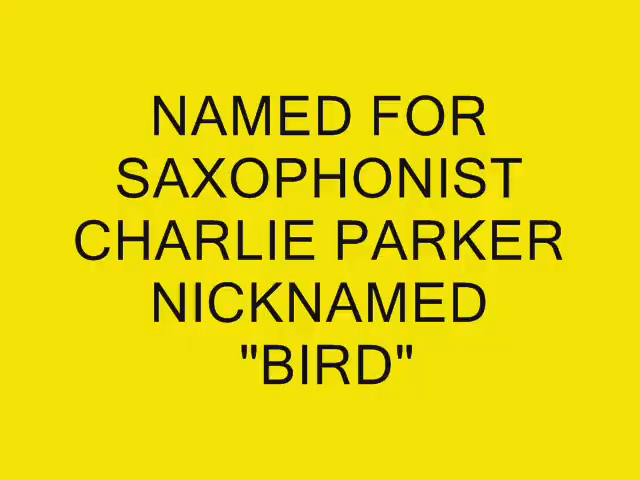 NAMED FOR
SAXOPHONIST
CHARLIE PARKER
NICKNAMED
"BIRD"